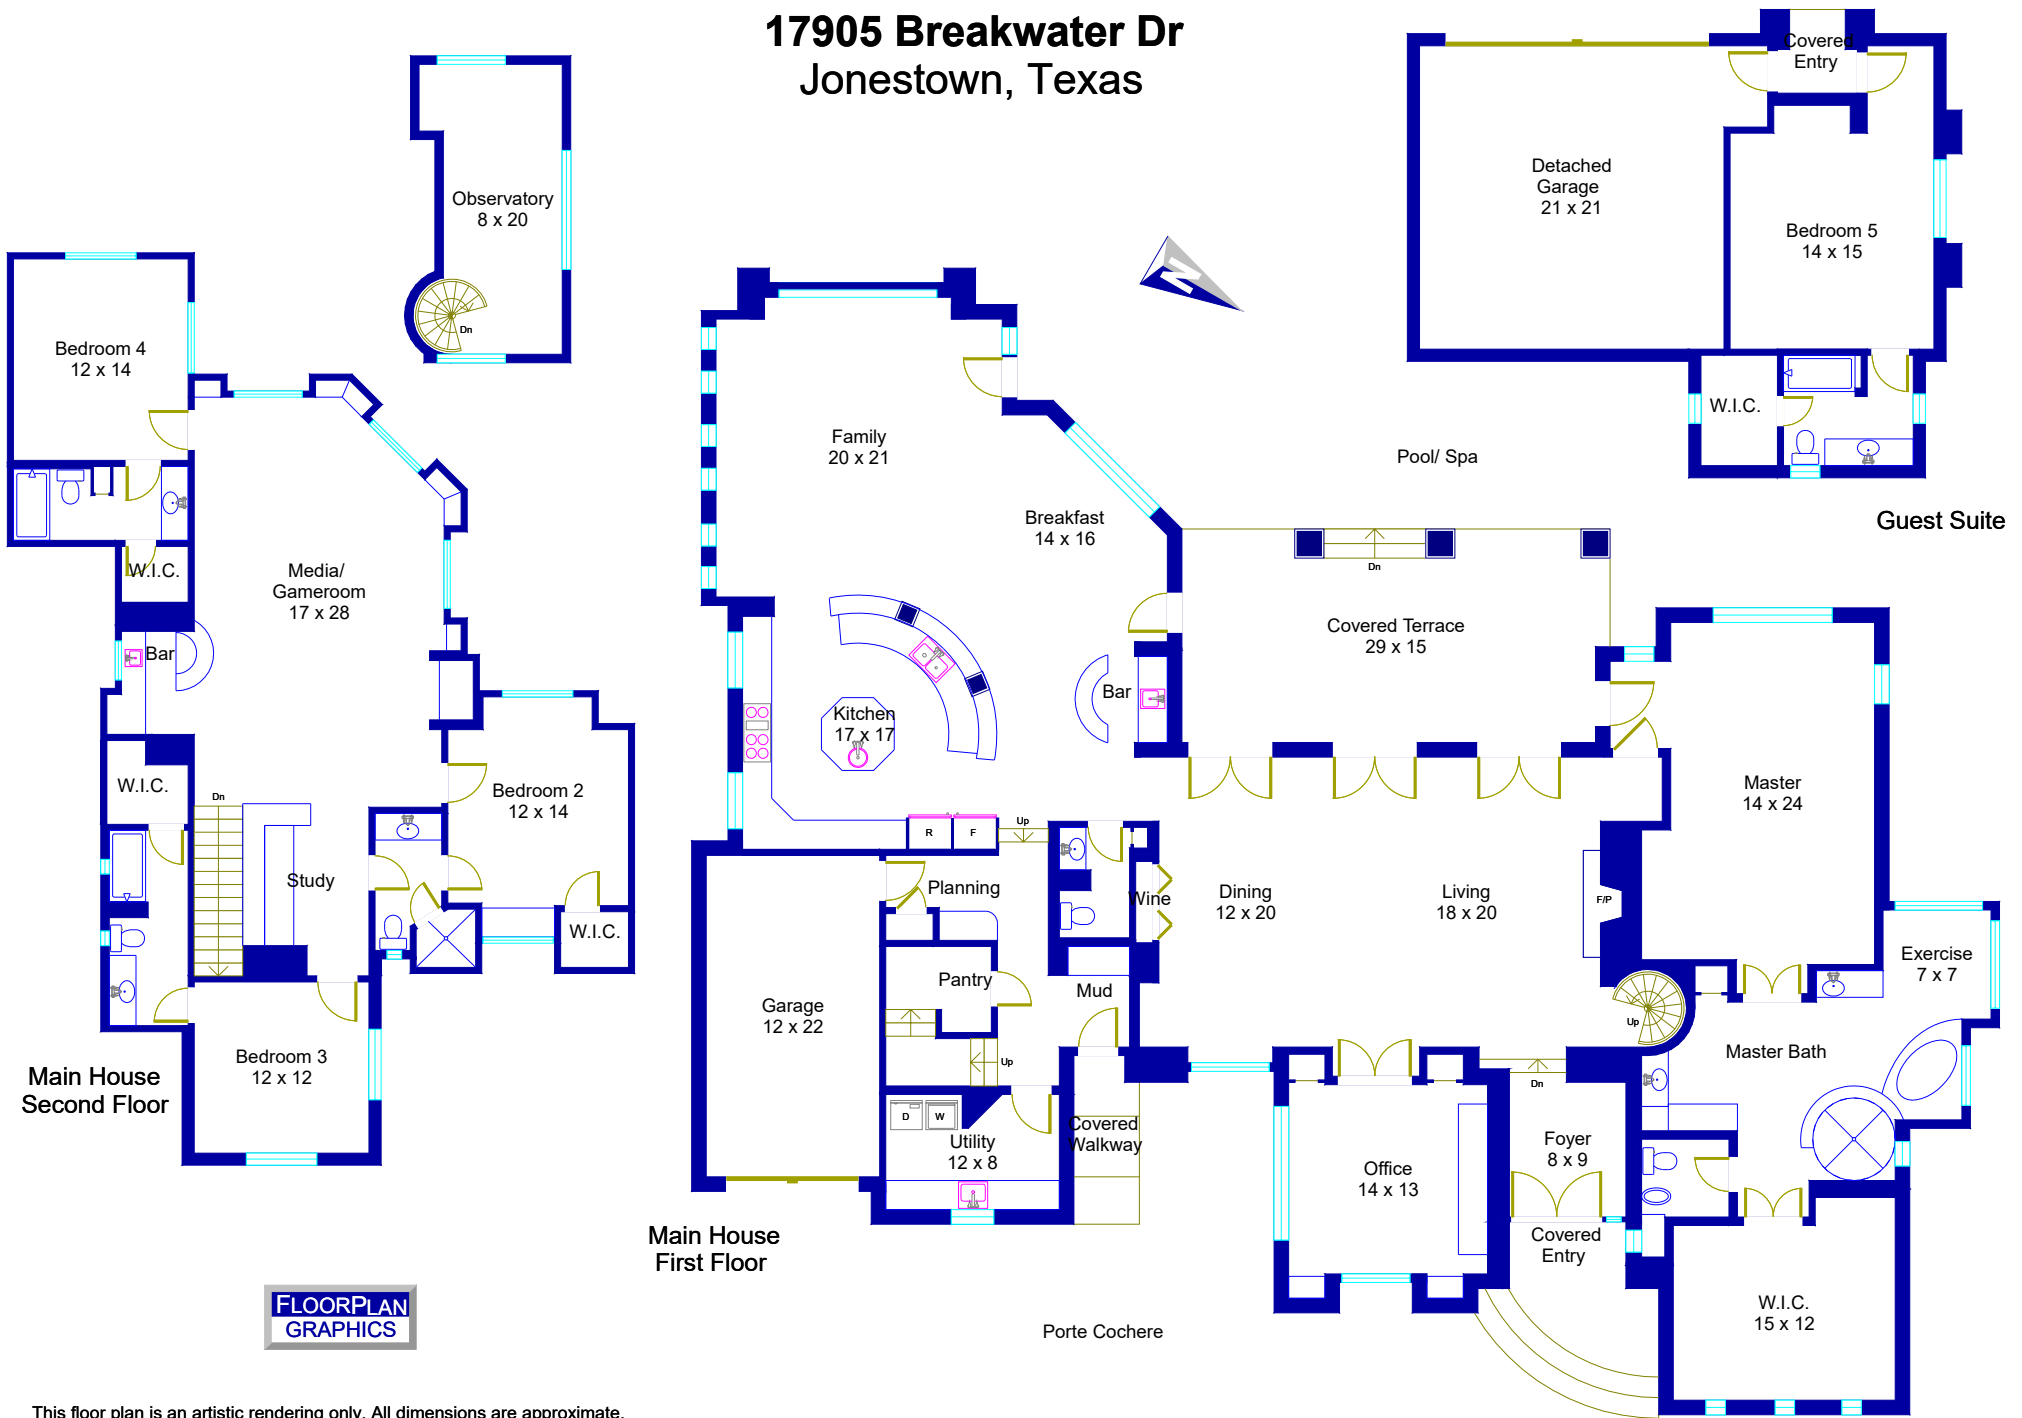 17905 Breakwater Dr
Jonestown, Texas
Observatory
8 x 20
Dn
Bedroom 4
12 x 14
W.I.C.
Media/
Gameroom
17 x 28
Bar
W.I.C.
Dn
Study
Bedroom 2
12 x 14
W.I.C.
Bedroom 3
12 x 12
Main House
Second Floor
N
Family
20 x 21
Breakfast
14 x 16
Kitchen
17 x 17
Bar
R
F
Up
Planning
Pantry
Wine
Mud
Garage
12 x 22
Up
D
W
Utility
12 x 8
Covered
Walkway
Main House
First Floor
Porte Cochere
Pool/ Spa
Dn
Covered Terrace
29 x 15
Dining
12 x 20
Living
18 x 20
F/P
Up
Dn
Office
14 x 13
Foyer
8 x 9
Covered
Entry
Master
14 x 24
Exercise
7 x 7
Master Bath
W.I.C.
15 x 12
Covered
Entry
Detached
Garage
21 x 21
Bedroom 5
14 x 15
W.I.C.
Guest Suite
FLOORPLAN
GRAPHICS
This floor plan is an artistic rendering only. All dimensions are approximate.